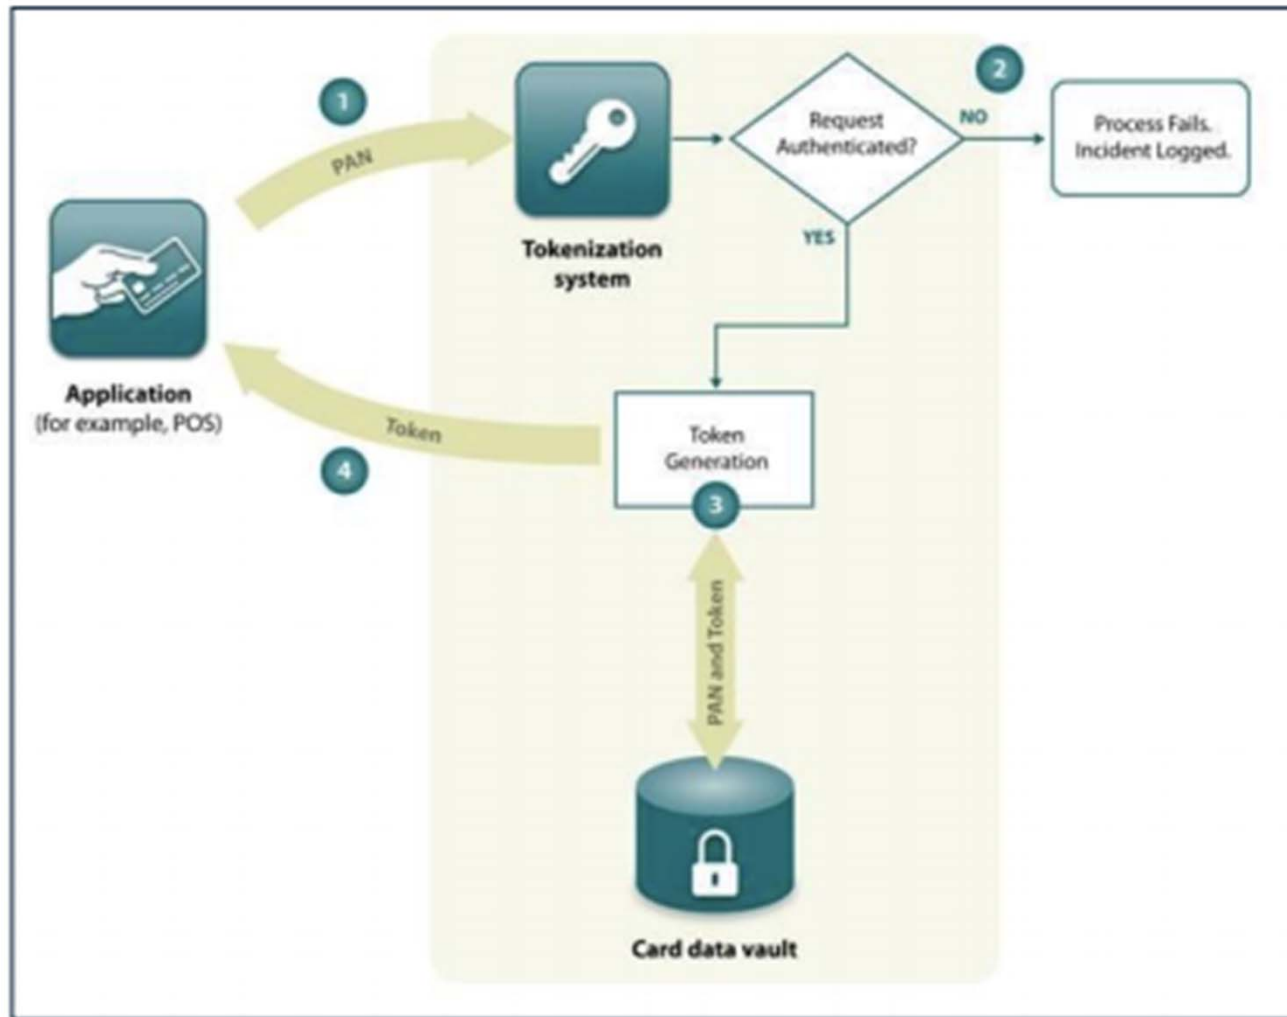 1
PAN
Tokenization
system
Request
Authenticated?
2
NO
Process Fails.
Incident Logged.
YES
Application
(for example, POS)
Token
4
Token
Generation
3
PAN and Token
Card data vault